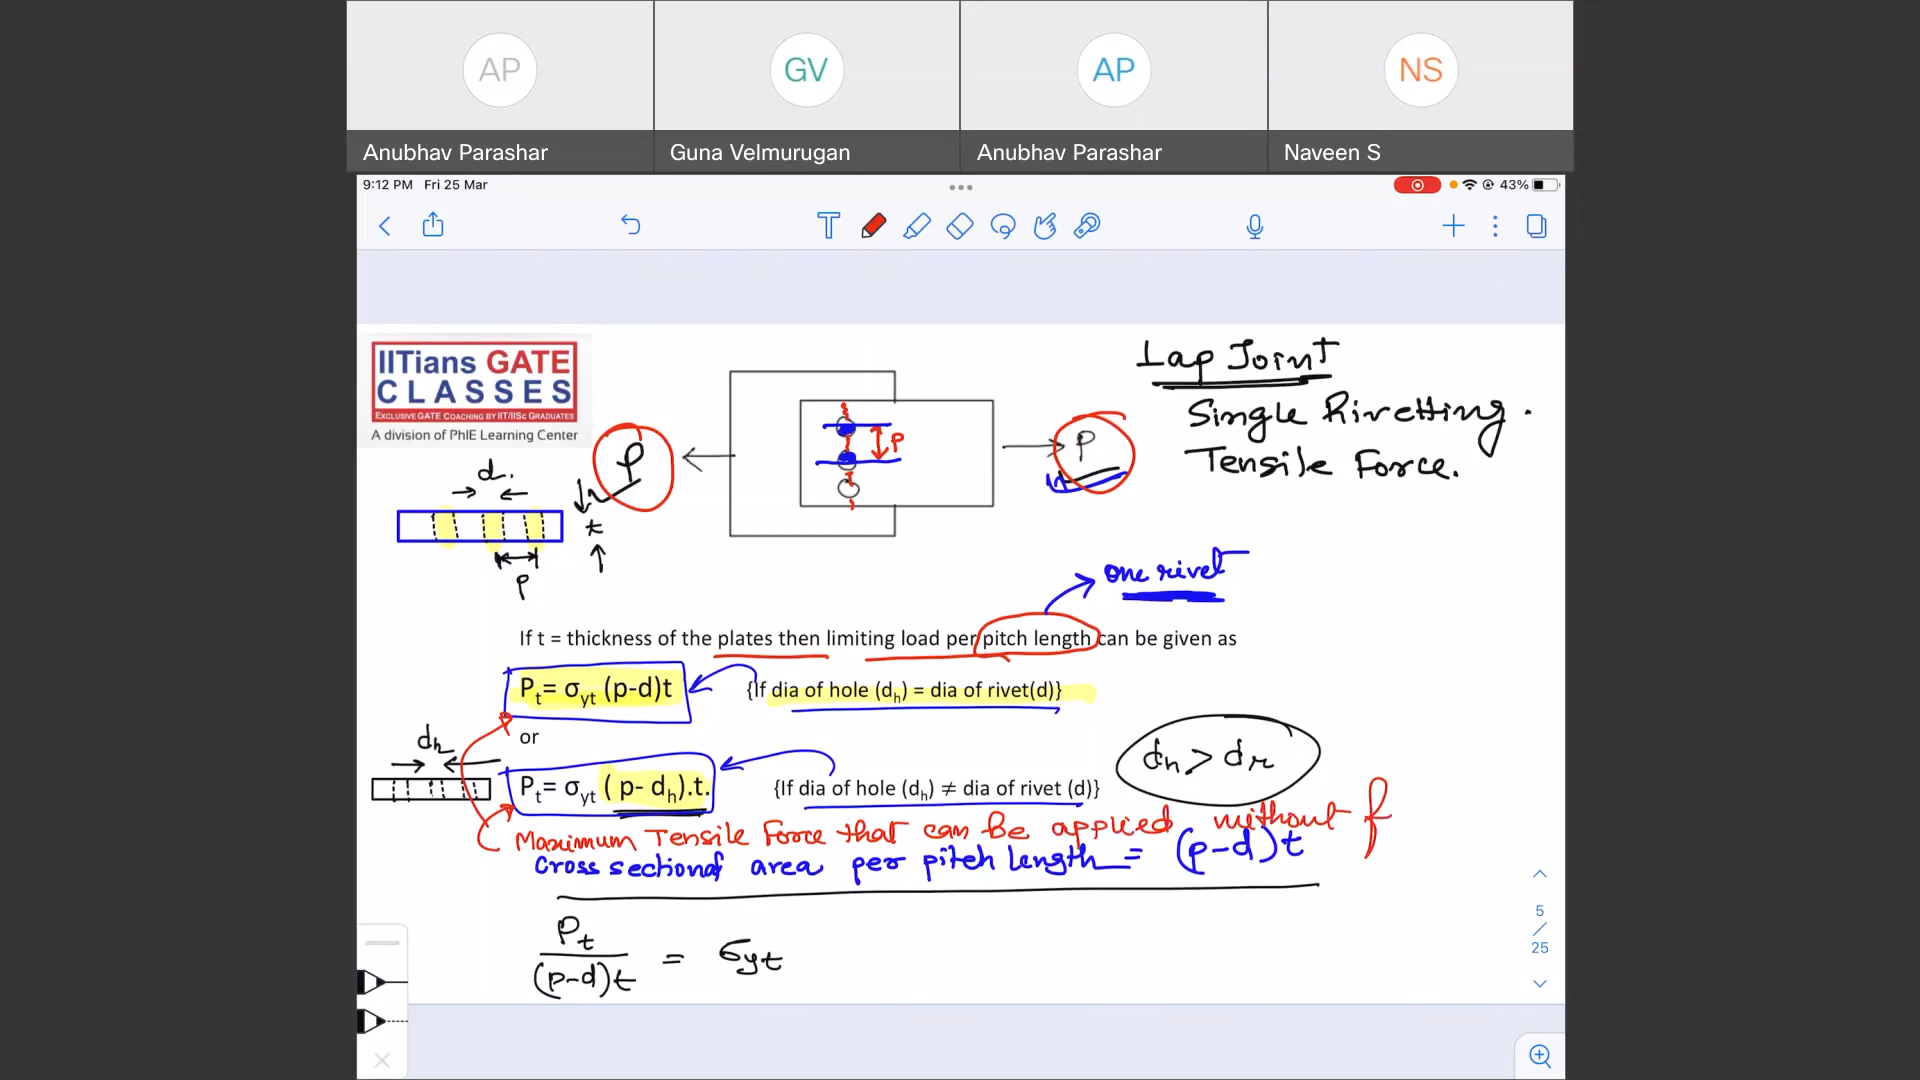 AP
GV
AP
NS
Anubhav Parashar
Guna Velmurugan
Anubhav Parashar
Naveen S
9:12 PM Fri 25 Mar
43%
IITians GATE
CLASSES
EXCLUSIVE GATE COACHING BY IIT/IISc GRADUATES
A division of PhIE Learning Center
Lap Joint
Single Rivetting.
Tensile Force.
P
P
P
d.
t
P
one rivet
If t = thickness of the plates then limiting load per pitch length can be given as
Pt= σyt (p-d)t {If dia of hole (dh) = dia of rivet(d)}
or
dh
Pt= σyt ( p- dh).t. {If dia of hole (dh) ≠ dia of rivet (d)}
dh > dr
Maximum Tensile Force that can be applied without f
Cross sectional area per pitch length = (p-d)t
Pt
(p-d)t = σyt
5
/
25